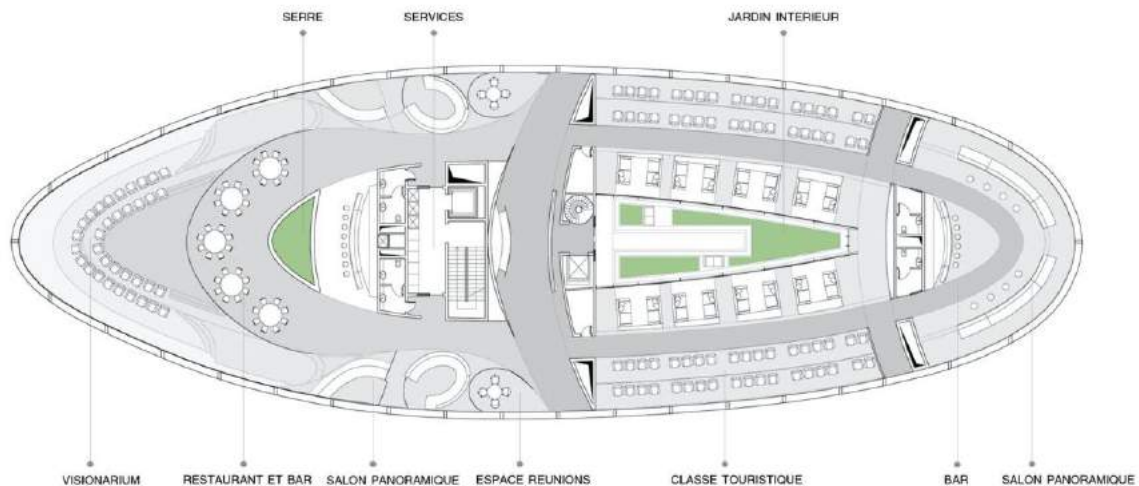 SERRE
SERVICES
JARDIN INTERIEUR
VISIONARIUM
RESTAURANT ET BAR
SALON PANORAMIQUE
ESPACE REUNIONS
CLASSE TOURISTIQUE
BAR
SALON PANORAMIQUE